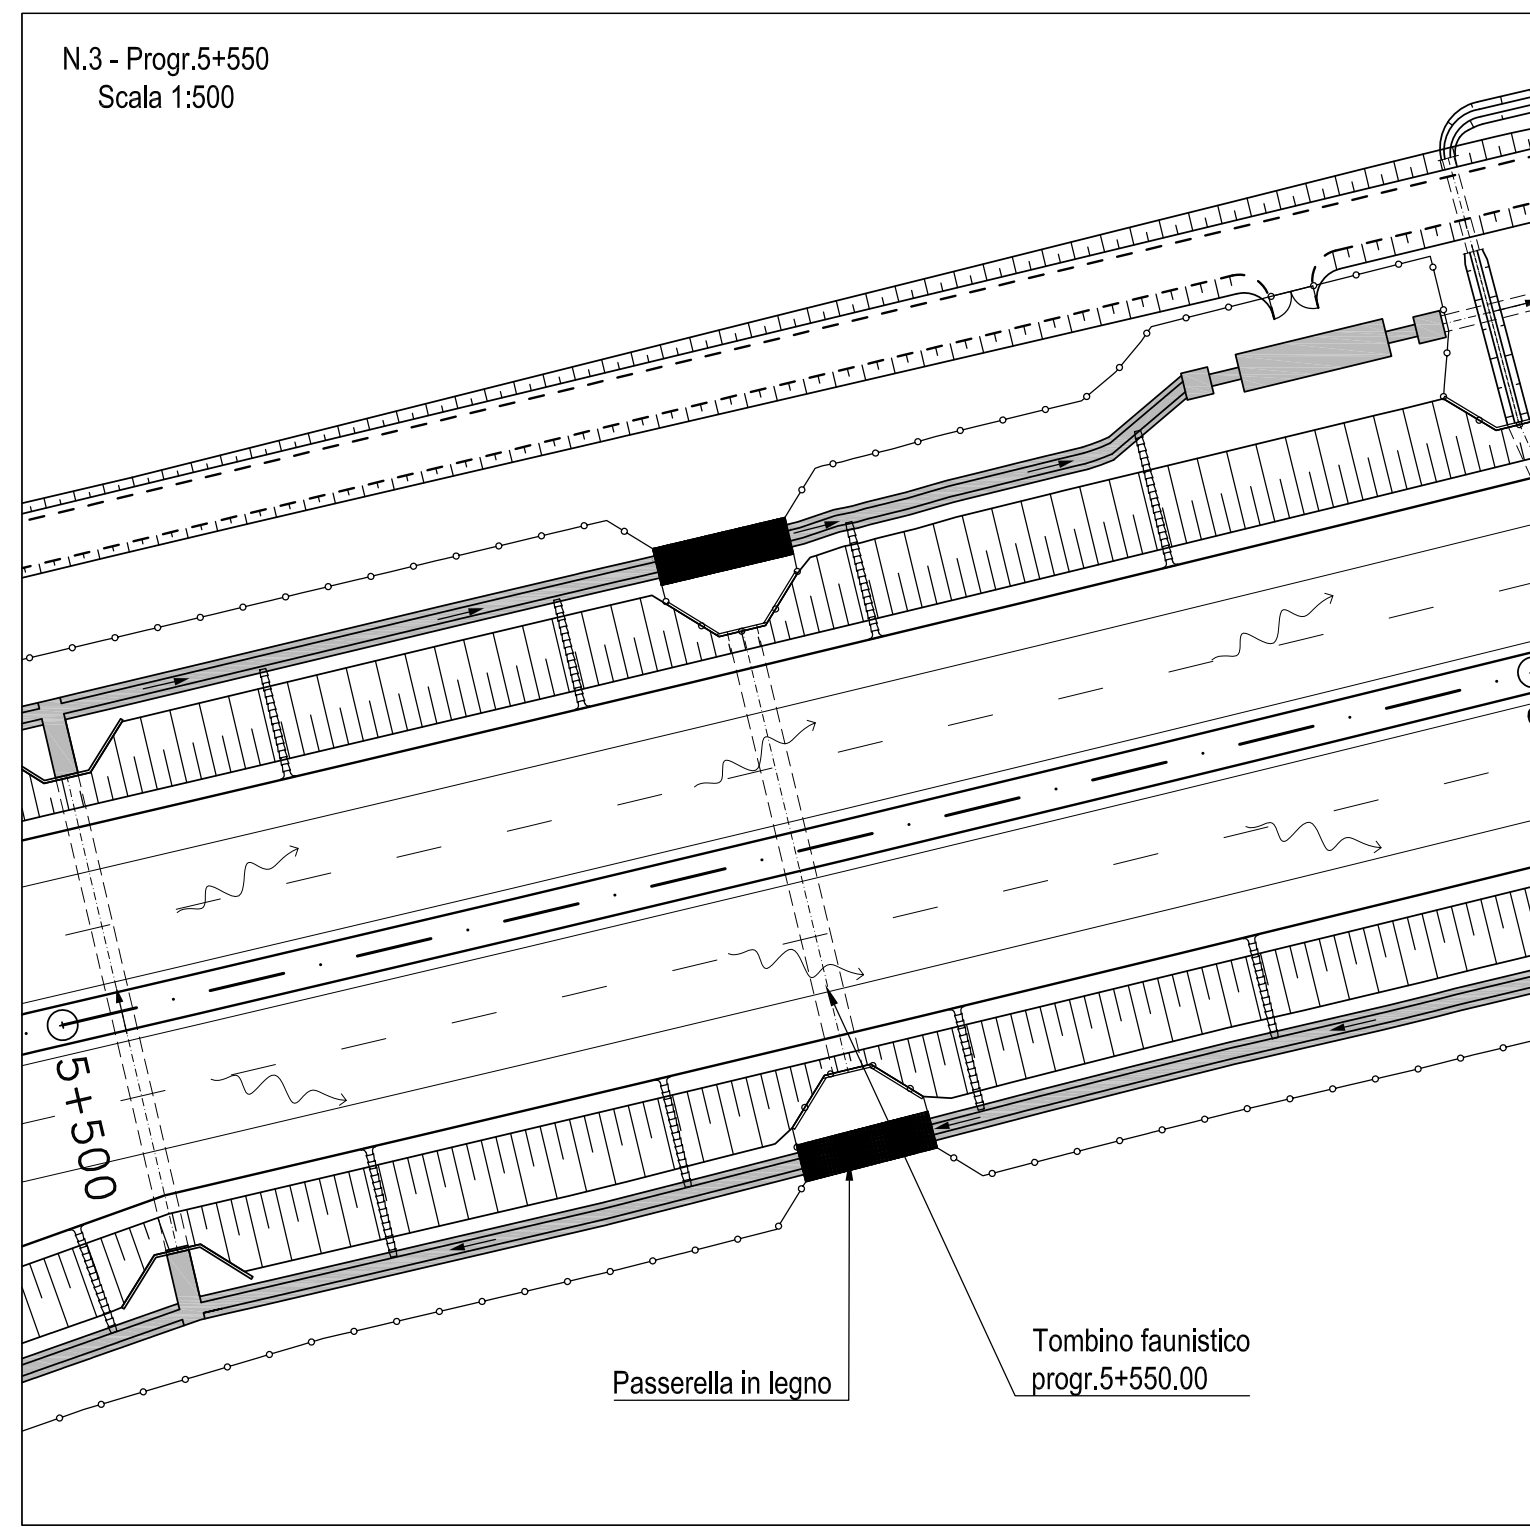 N.3 - Progr.5+550
Scala 1:500
5+500
Passerella in legno
Tombino faunistico
progr.5+550.00